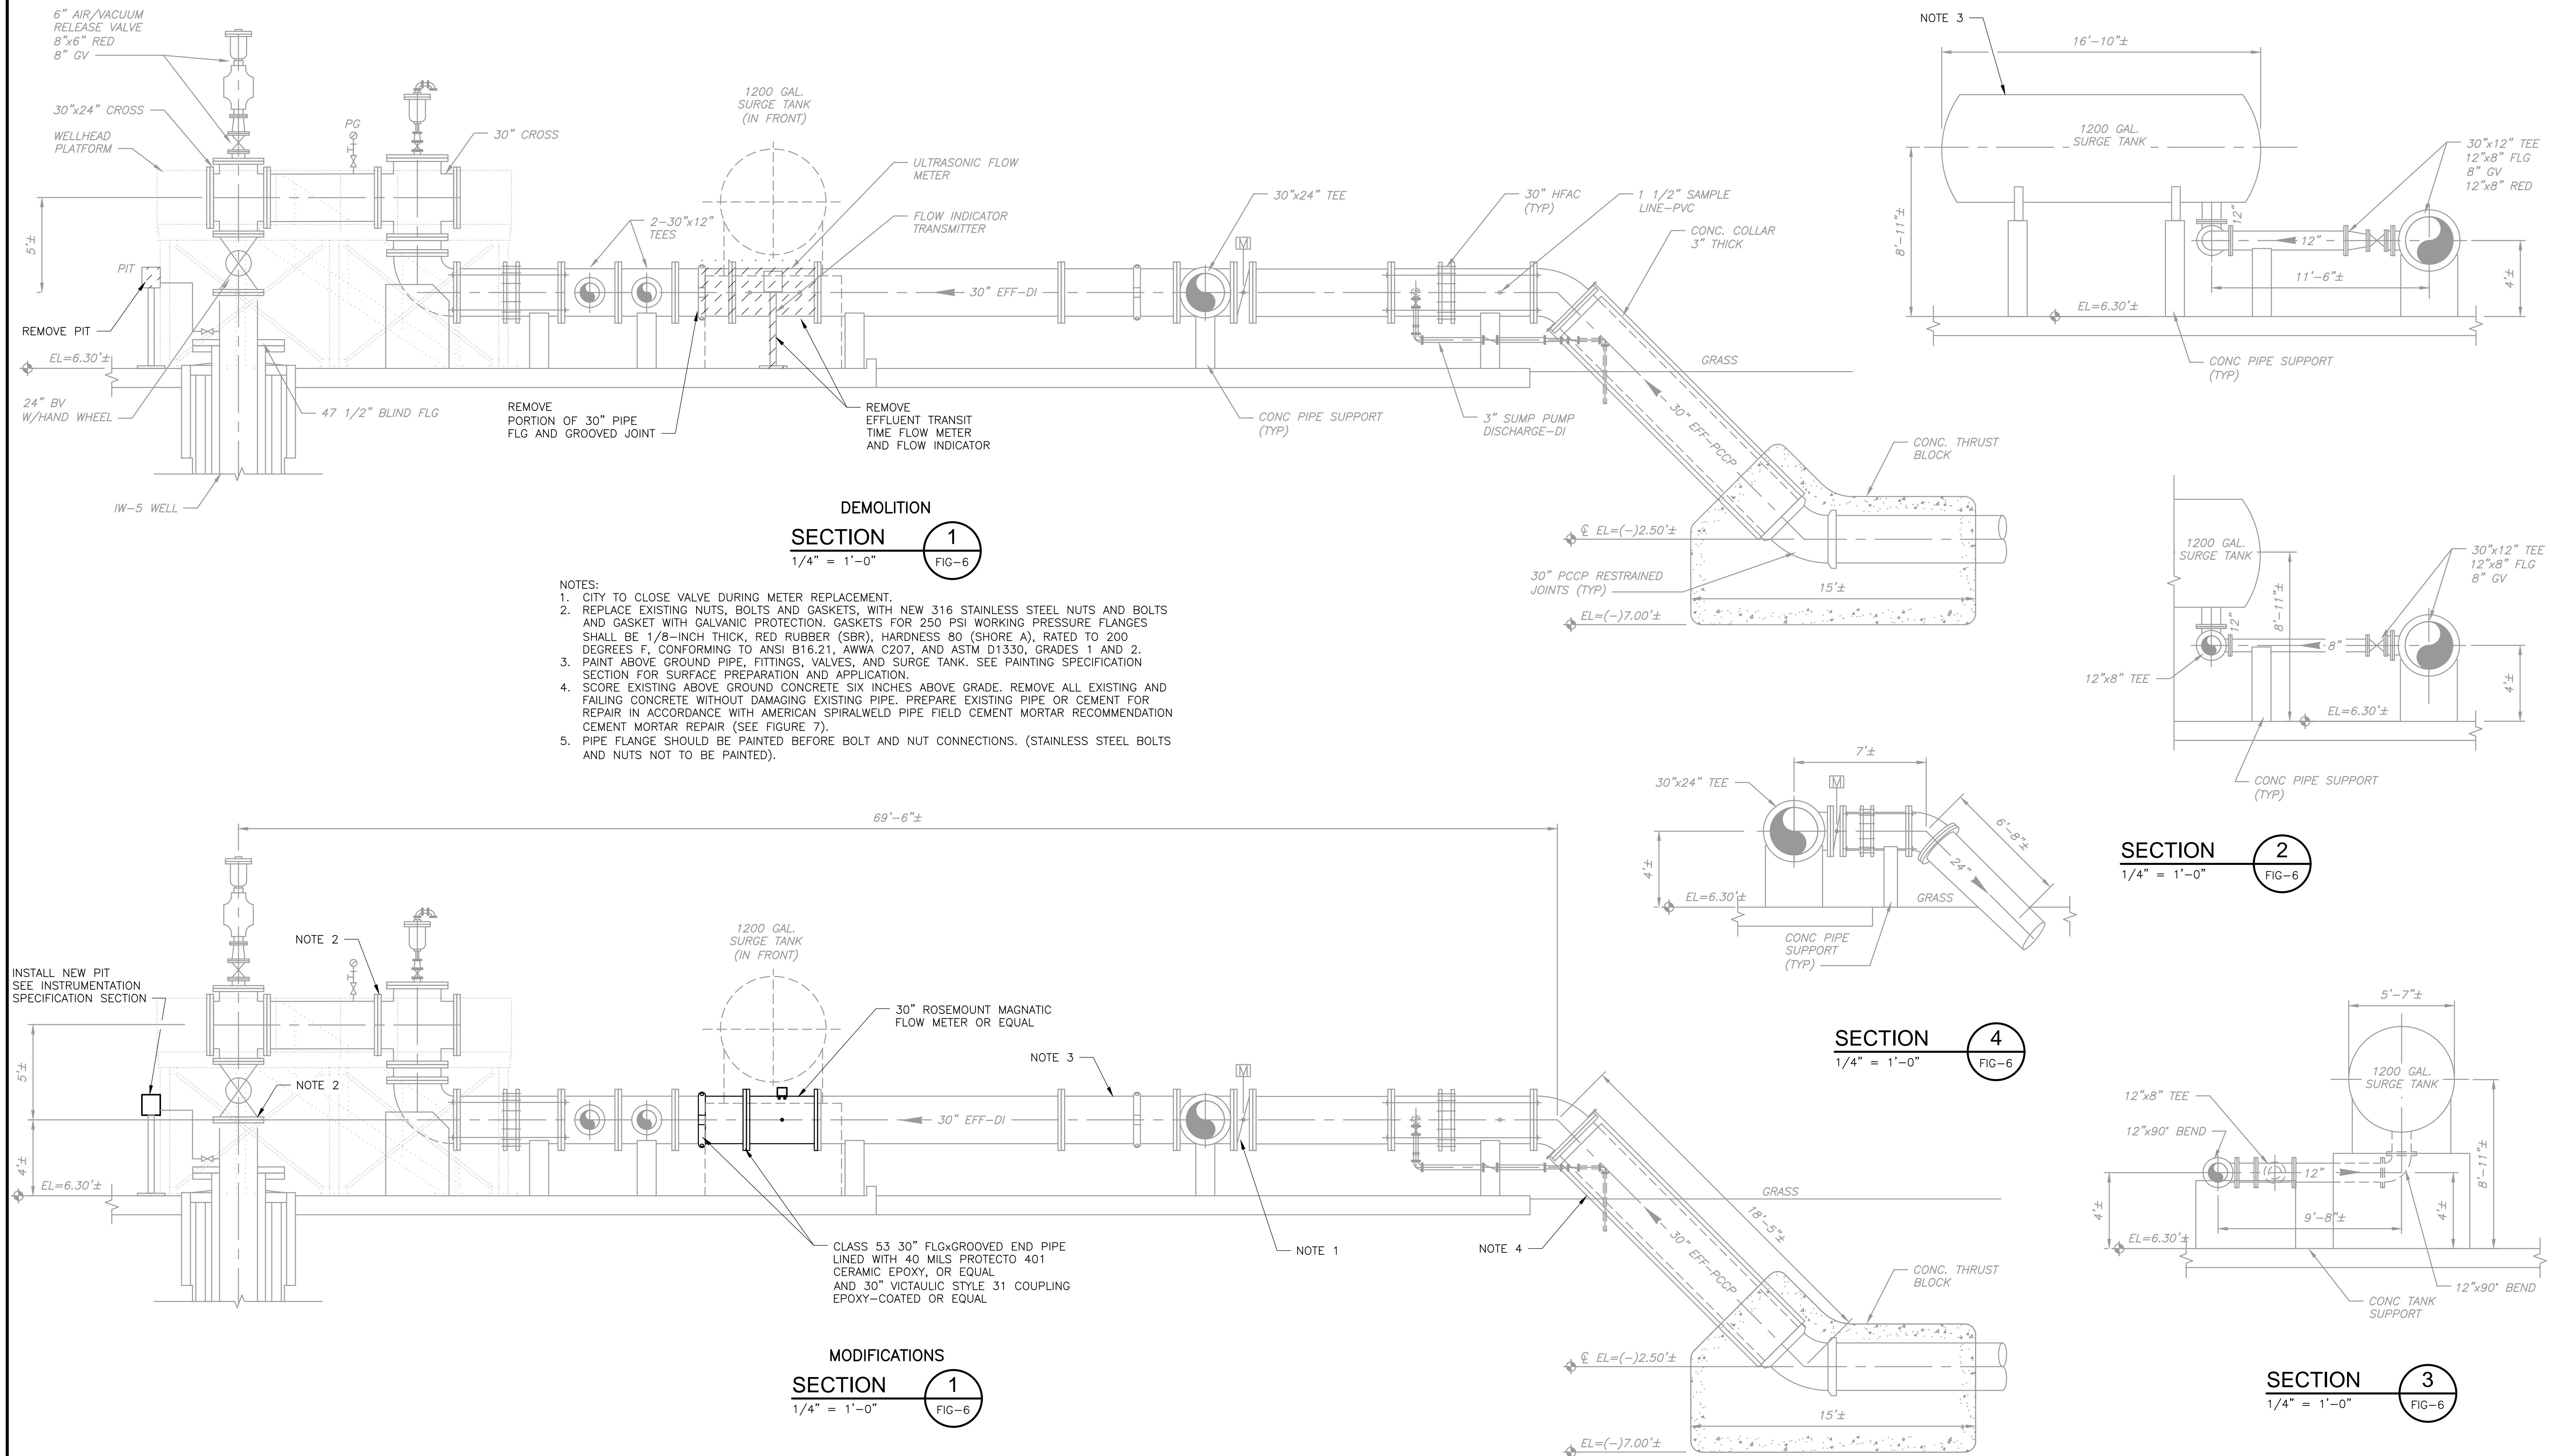 6" AIR/VACUUM
RELEASE VALVE
8"x6" RED
8" GV
30"x24" CROSS
WELLHEAD
PLATFORM
PG
30" CROSS
5'±
PIT
REMOVE PIT
EL=6.30'±
24" BV
W/HAND WHEEL
47 1/2" BLIND FLG
IW-5 WELL
2-30"x12"
TEES
1200 GAL.
SURGE TANK
(IN FRONT)
ULTRASONIC FLOW
METER
FLOW INDICATOR
TRANSMITTER
30" EFF-DI
REMOVE
PORTION OF 30" PIPE
FLG AND GROOVED JOINT
REMOVE
EFFLUENT TRANSIT
TIME FLOW METER
AND FLOW INDICATOR
30"x24" TEE
M
30" HFAC
(TYP)
1 1/2" SAMPLE
LINE-PVC
CONC. COLLAR
3" THICK
CONC PIPE SUPPORT
(TYP)
3" SUMP PUMP
DISCHARGE-DI
GRASS
30" EFF-PCCP
CONC. THRUST
BLOCK
℄ EL=(-)2.50'±
30" PCCP RESTRAINED
JOINTS (TYP)
15'±
EL=(-)7.00'±
DEMOLITION
SECTION 1
1/4" = 1'-0" FIG-6
NOTES:
1. CITY TO CLOSE VALVE DURING METER REPLACEMENT.
2. REPLACE EXISTING NUTS, BOLTS AND GASKETS, WITH NEW 316 STAINLESS STEEL NUTS AND BOLTS
AND GASKET WITH GALVANIC PROTECTION. GASKETS FOR 250 PSI WORKING PRESSURE FLANGES
SHALL BE 1/8-INCH THICK, RED RUBBER (SBR), HARDNESS 80 (SHORE A), RATED TO 200
DEGREES F, CONFORMING TO ANSI B16.21, AWWA C207, AND ASTM D1330, GRADES 1 AND 2.
3. PAINT ABOVE GROUND PIPE, FITTINGS, VALVES, AND SURGE TANK. SEE PAINTING SPECIFICATION
SECTION FOR SURFACE PREPARATION AND APPLICATION.
4. SCORE EXISTING ABOVE GROUND CONCRETE SIX INCHES ABOVE GRADE. REMOVE ALL EXISTING AND
FAILING CONCRETE WITHOUT DAMAGING EXISTING PIPE. PREPARE EXISTING PIPE OR CEMENT FOR
REPAIR IN ACCORDANCE WITH AMERICAN SPIRALWELD PIPE FIELD CEMENT MORTAR RECOMMENDATION
CEMENT MORTAR REPAIR (SEE FIGURE 7).
5. PIPE FLANGE SHOULD BE PAINTED BEFORE BOLT AND NUT CONNECTIONS. (STAINLESS STEEL BOLTS
AND NUTS NOT TO BE PAINTED).
NOTE 3
16'-10"±
1200 GAL.
SURGE TANK
8'-11"±
12"
12"
11'-6"±
30"x12" TEE
12"x8" FLG
8" GV
12"x8" RED
4'±
EL=6.30'±
CONC PIPE SUPPORT
(TYP)
1200 GAL.
SURGE TANK
12"
8'-11"±
8"
30"x12" TEE
12"x8" FLG
8" GV
4'±
12"x8" TEE
EL=6.30'±
CONC PIPE SUPPORT
(TYP)
SECTION 2
1/4" = 1'-0" FIG-6
7'±
30"x24" TEE
M
6'-8"±
24"
4'±
EL=6.30'±
GRASS
CONC PIPE
SUPPORT
(TYP)
SECTION 4
1/4" = 1'-0" FIG-6
69'-6"±
NOTE 2
INSTALL NEW PIT
SEE INSTRUMENTATION
SPECIFICATION SECTION
5'±
NOTE 2
4'±
EL=6.30'±
1200 GAL.
SURGE TANK
(IN FRONT)
30" ROSEMOUNT MAGNATIC
FLOW METER OR EQUAL
30" EFF-DI
NOTE 3
M
CLASS 53 30" FLGxGROOVED END PIPE
LINED WITH 40 MILS PROTECTO 401
CERAMIC EPOXY, OR EQUAL
AND 30" VICTAULIC STYLE 31 COUPLING
EPOXY-COATED OR EQUAL
NOTE 1
NOTE 4
GRASS
18'-5"±
30" EFF-PCCP
CONC. THRUST
BLOCK
℄ EL=(-)2.50'±
15'±
EL=(-)7.00'±
MODIFICATIONS
SECTION 1
1/4" = 1'-0" FIG-6
5'-7"±
1200 GAL.
SURGE TANK
12"x8" TEE
12"x90° BEND
12"
8'-11"±
4'±
9'-8"±
4'±
EL=6.30'±
12"x90° BEND
CONC TANK
SUPPORT
SECTION 3
1/4" = 1'-0" FIG-6